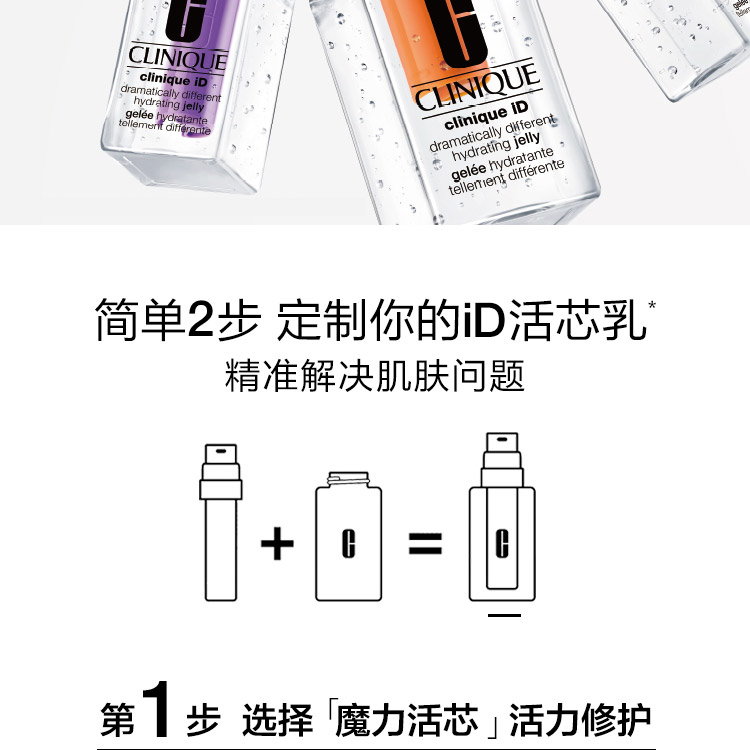 CLINIQUE
clinique iD
dramatically different
hydrating jelly
gelée hydratante
tellement différente
CLINIQUE
clinique iD
dramatically different
hydrating jelly
gelée hydratante
tellement différente
简单2步 定制你的iD活芯乳*
精准解决肌肤问题
+ =
第1步 选择「魔力活芯」活力修护